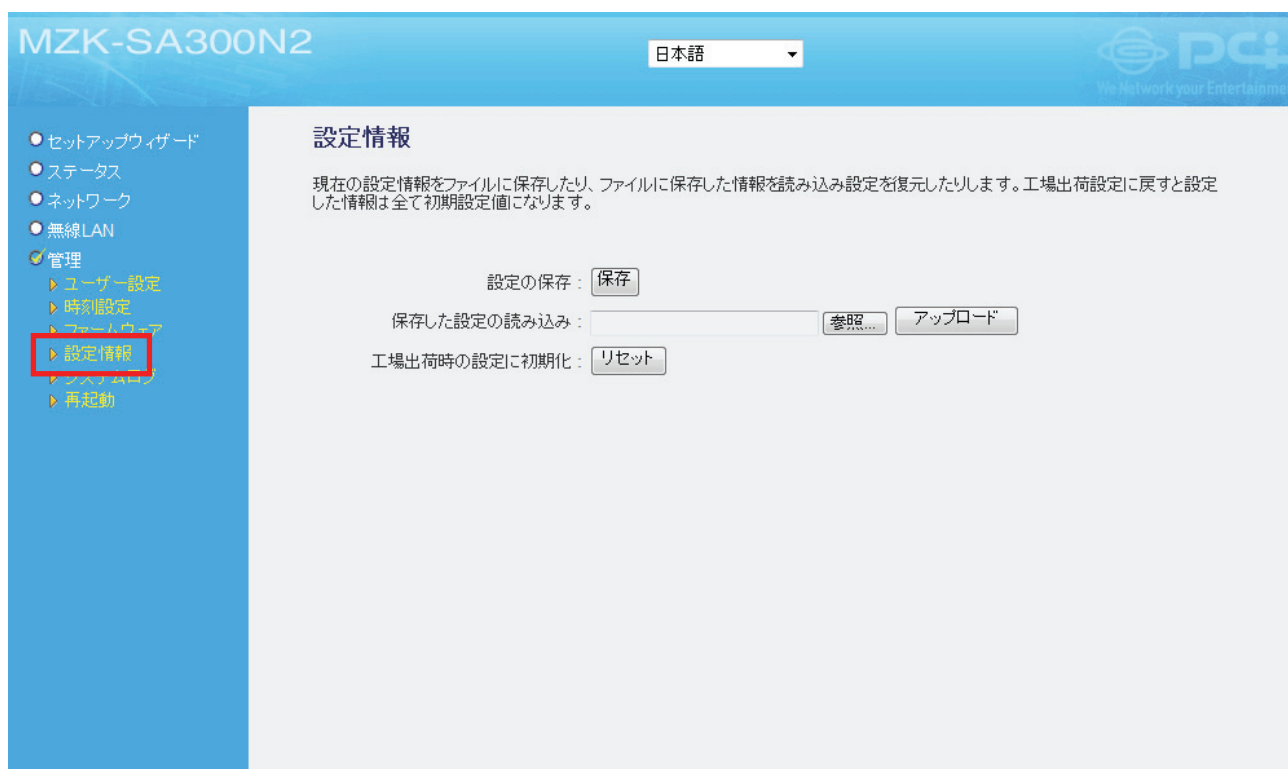 MZK-SA300N2
日本語
PCi
We Network your Entertainme
セットアップウィザード
ステータス
ネットワーク
無線LAN
管理
ユーザー設定
時刻設定
ファームウェア
設定情報
システムログ
再起動
設定情報
現在の設定情報をファイルに保存したり、ファイルに保存した情報を読み込み設定を復元したりします。工場出荷設定に戻すと設定
した情報は全て初期設定値になります。
設定の保存 : 保存
保存した設定の読み込み : 参照... アップロード
工場出荷時の設定に初期化 : リセット